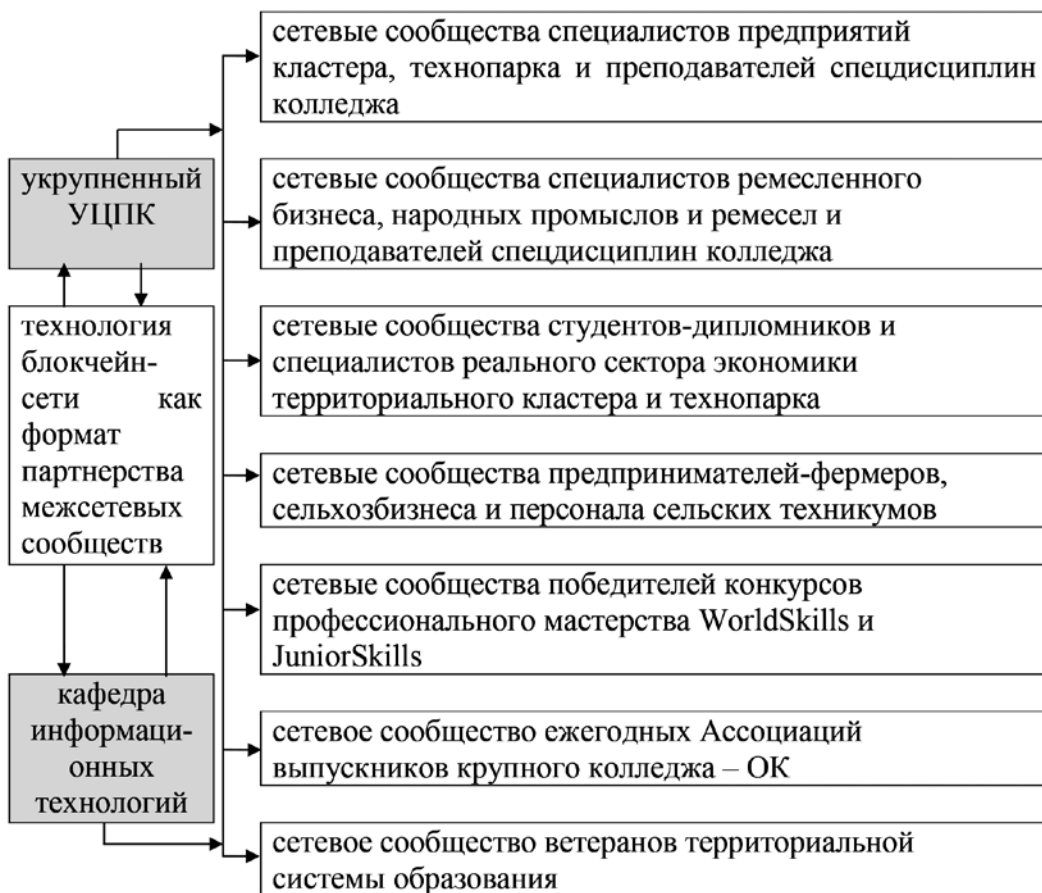 сетевые сообщества специалистов предприятий
кластера, технопарка и преподавателей спецдисциплин
колледжа
укрупненный
УЦПК
сетевые сообщества специалистов ремесленного
бизнеса, народных промыслов и ремесел и
преподавателей спецдисциплин колледжа
технология
блокчейн-
сети как
формат
партнерства
межсетевых
сообществ
сетевые сообщества студентов-дипломников и
специалистов реального сектора экономики
территориального кластера и технопарка
сетевые сообщества предпринимателей-фермеров,
сельхозбизнеса и персонала сельских техникумов
сетевые сообщества победителей конкурсов
профессионального мастерства WorldSkills и
JuniorSkills
кафедра
информаци-
онных
технологий
сетевое сообщество ежегодных Ассоциаций
выпускников крупного колледжа – ОК
сетевое сообщество ветеранов территориальной
системы образования